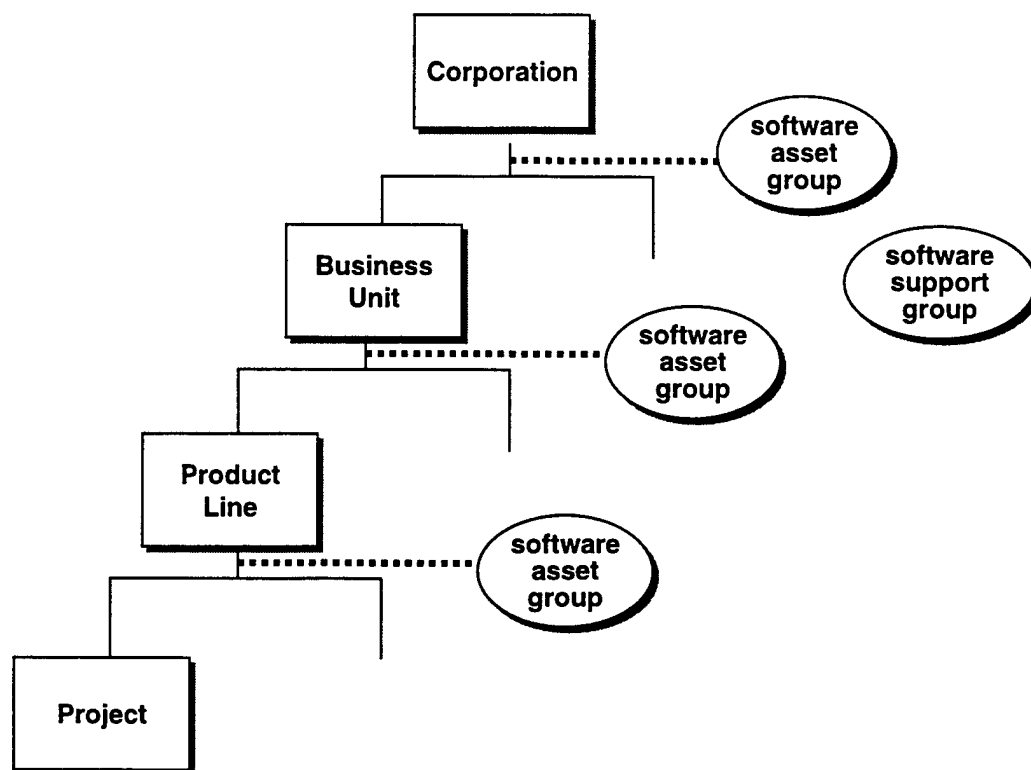 Corporation
software
asset
group
Business
Unit
software
support
group
software
asset
group
Product
Line
software
asset
group
Project